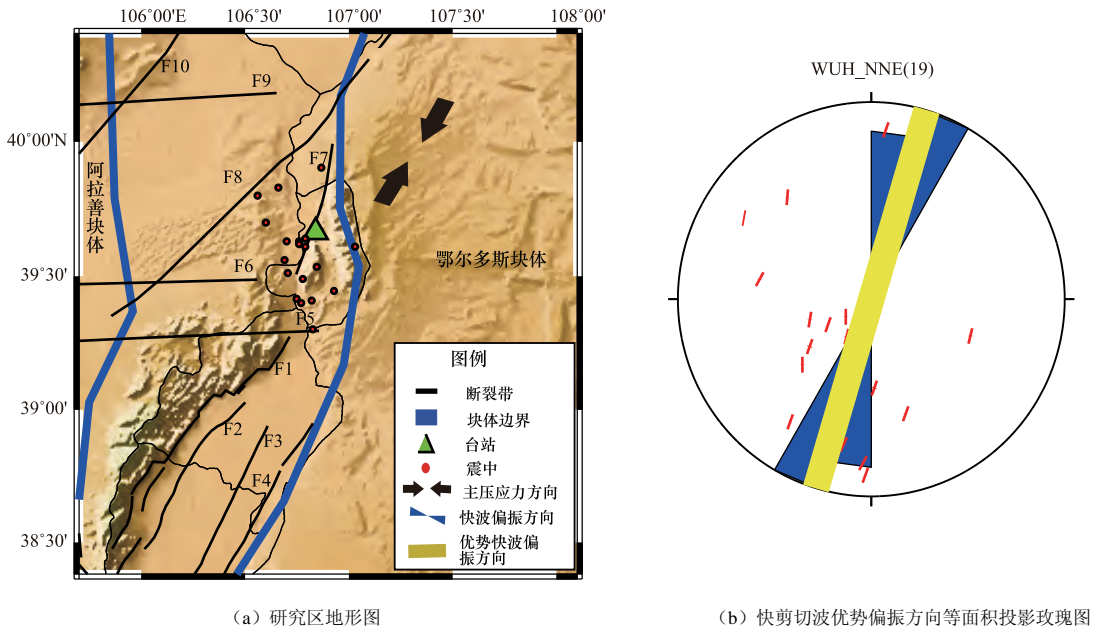 106°00'E 106°30' 107°00' 107°30' 108°00'
F10
F9
40°00'N
F7
F8
阿拉善块体
鄂尔多斯块体
F6
39°30'
F5
图例
F1
断裂带
39°00'
块体边界
F2
F3
台站
震中
F4
主压应力方向
快波偏振方向
38°30'
优势快波偏
振方向
(a) 研究区地形图
WUH_NNE(19)
(b) 快剪切波优势偏振方向等面积投影玫瑰图